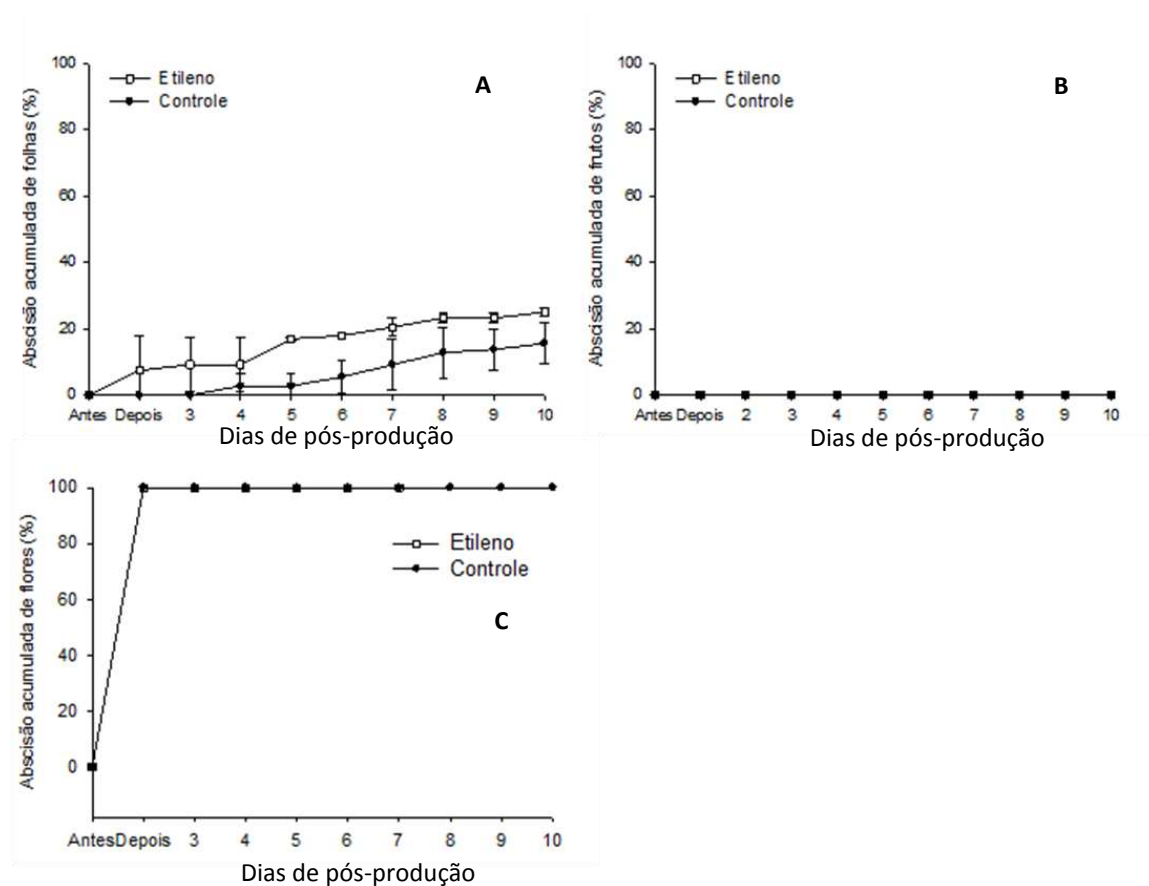 100
80
60
40
20
0
Abscisão acumulada de folhas (%)
Etileno
Controle
A
Antes Depois 3 4 5 6 7 8 9 10
Dias de pós-produção
100
80
60
40
20
0
Abscisão acumulada de frutos (%)
Etileno
Controle
B
Antes Depois 2 3 4 5 6 7 8 9 10
Dias de pós-produção
100
80
60
40
20
0
Abscisão acumulada de flores (%)
Etileno
Controle
C
Antes Depois 3 4 5 6 7 8 9 10
Dias de pós-produção